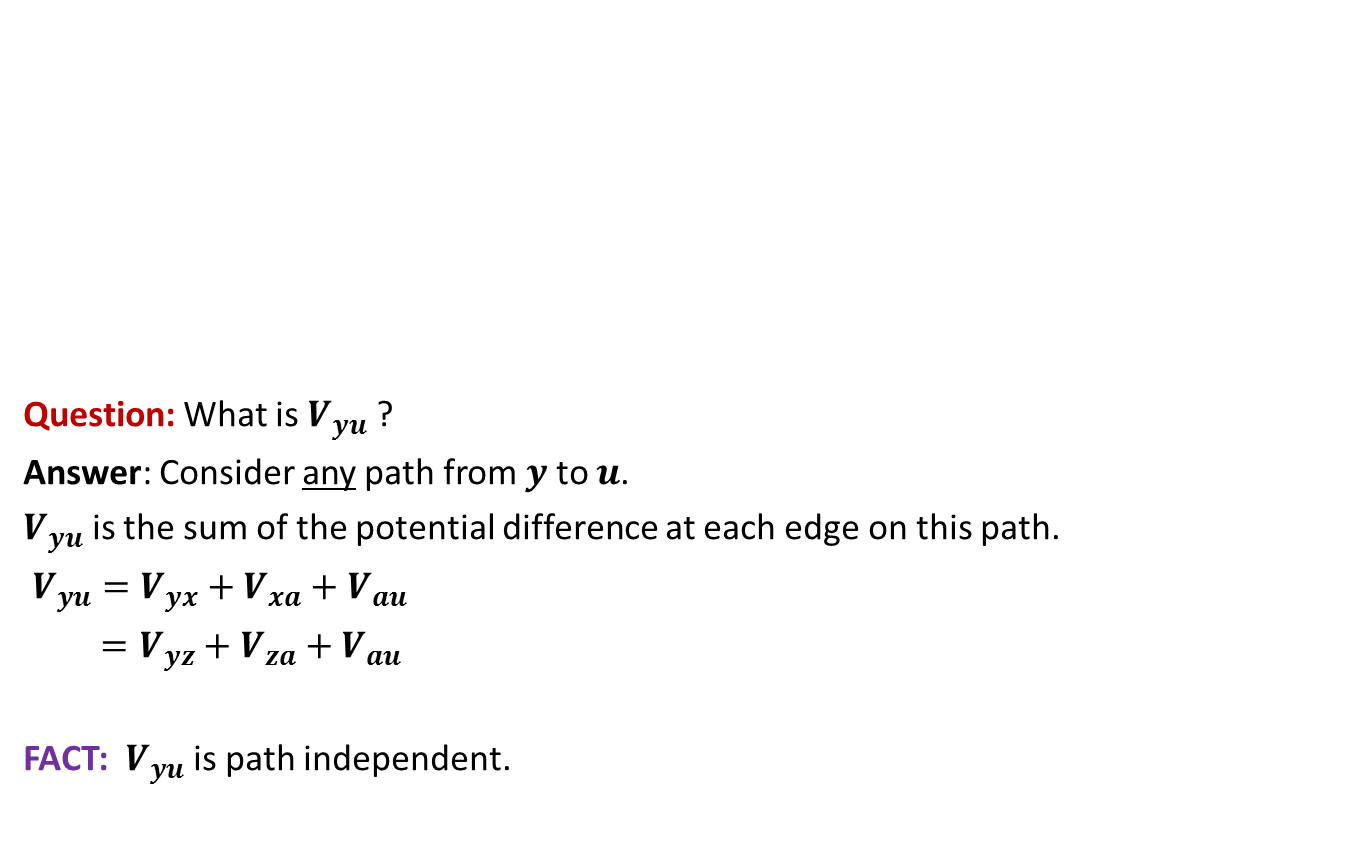 Question: What is V_yu ?
Answer: Consider any path from y to u.
V_yu is the sum of the potential difference at each edge on this path.
V_yu = V_yx + V_xa + V_au
= V_yz + V_za + V_au
FACT: V_yu is path independent.